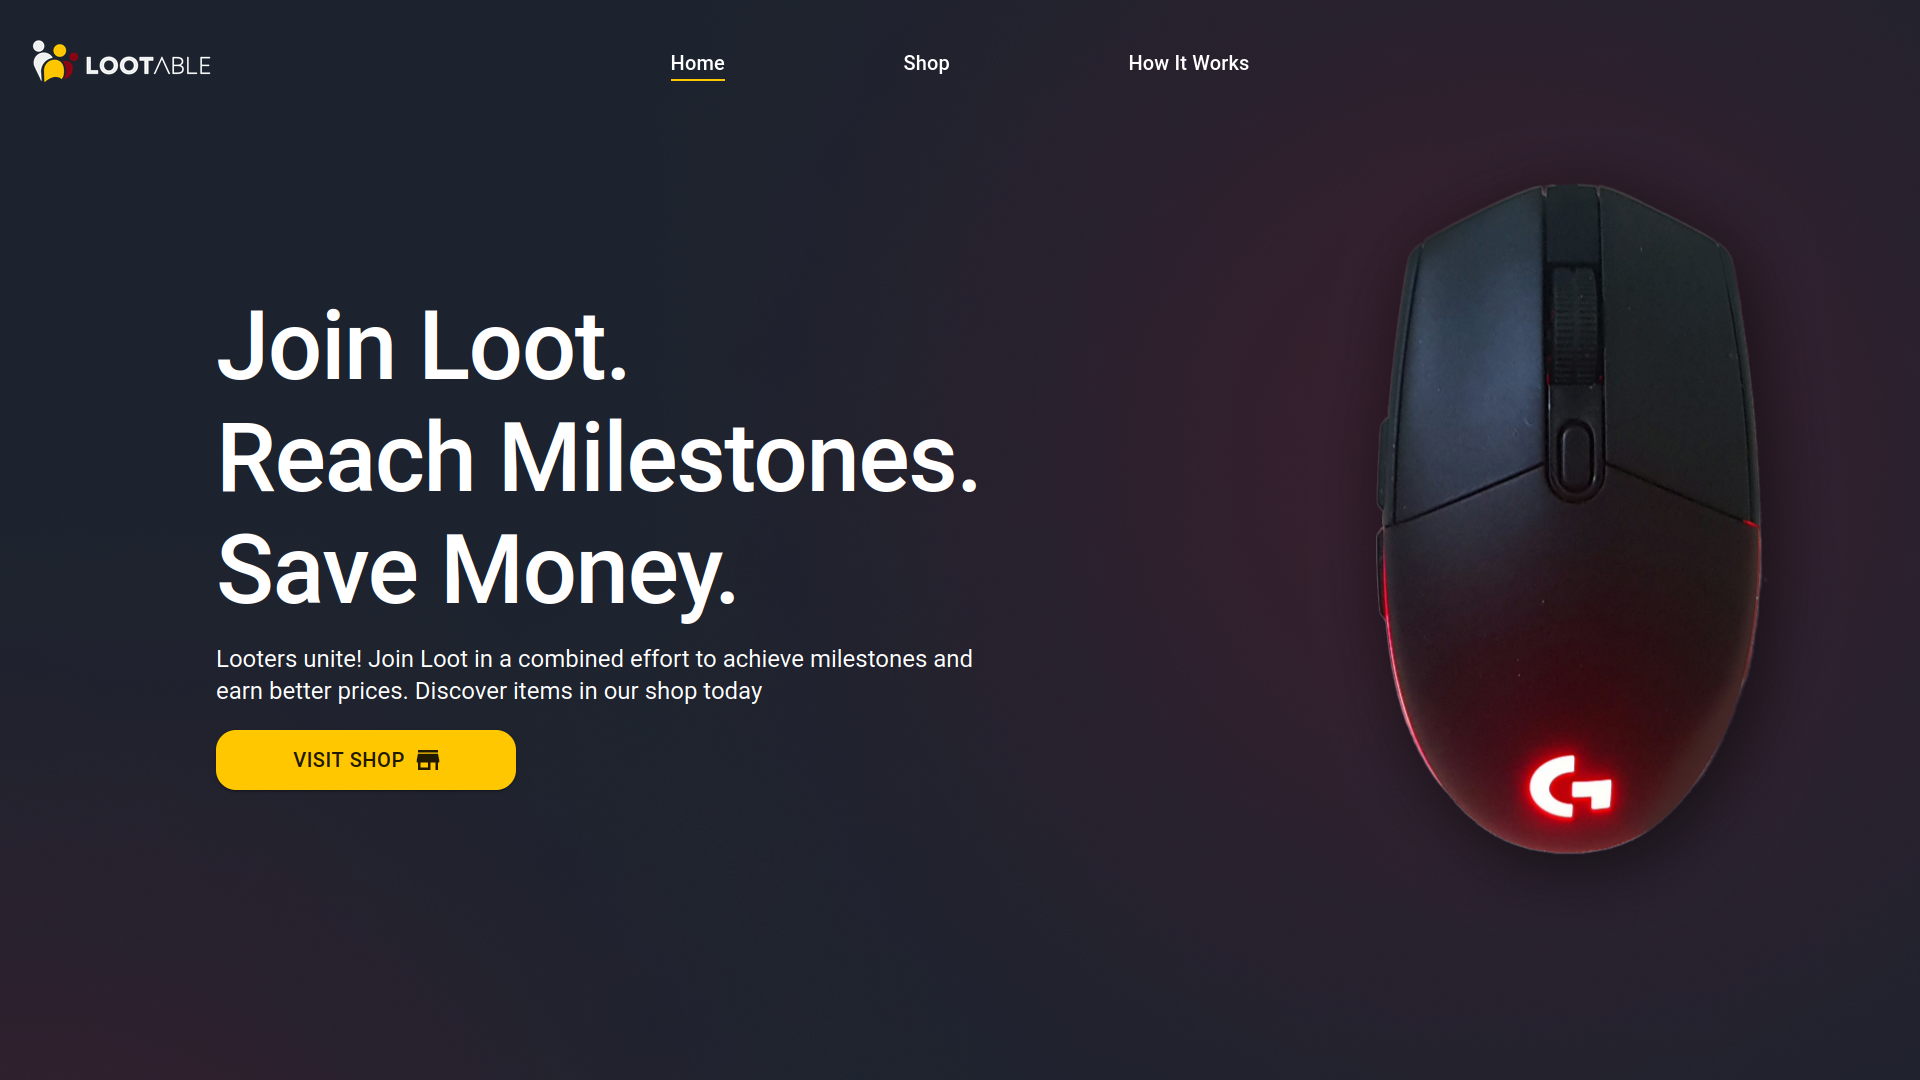 LOOTABLE
Home
Shop
How It Works
Join Loot.
Reach Milestones.
Save Money.
Looters unite! Join Loot in a combined effort to achieve milestones and
earn better prices. Discover items in our shop today
VISIT SHOP
G